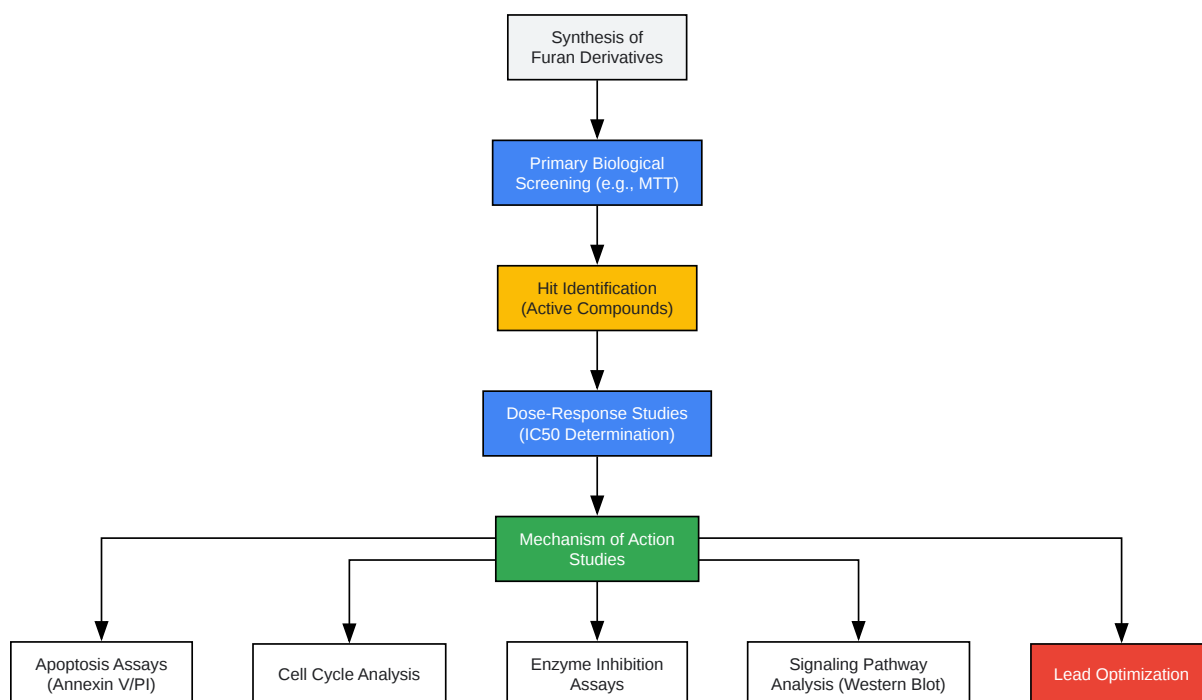 Synthesis of
Furan Derivatives
Primary Biological
Screening (e.g., MTT)
Hit Identification
(Active Compounds)
Dose-Response Studies
(IC50 Determination)
Mechanism of Action
Studies
Apoptosis Assays
(Annexin V/PI)
Cell Cycle Analysis
Enzyme Inhibition
Assays
Signaling Pathway
Analysis (Western Blot)
Lead Optimization